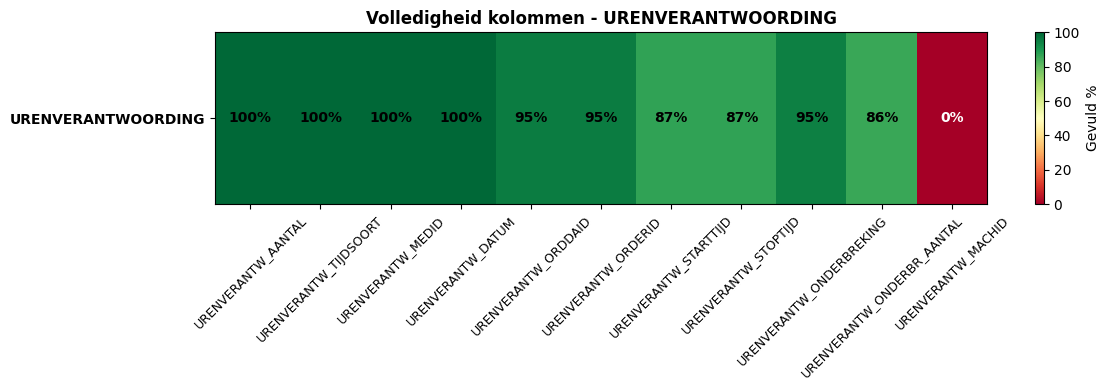 Volledigheid kolommen - URENVERANTWOORDING
URENVERANTWOORDING
100% 100% 100% 100% 95% 95% 87% 87% 95% 86% 0%
URENVERANTW_AANTAL
URENVERANTW_TIJDSOORT
URENVERANTW_MEDID
URENVERANTW_DATUM
URENVERANTW_ORDDAID
URENVERANTW_ORDERID
URENVERANTW_STARTTIJD
URENVERANTW_STOPTIJD
URENVERANTW_ONDERBREKING
URENVERANTW_ONDERBR_AANTAL
URENVERANTW_MACHID
100
80
60
40
20
0
Gevuld %